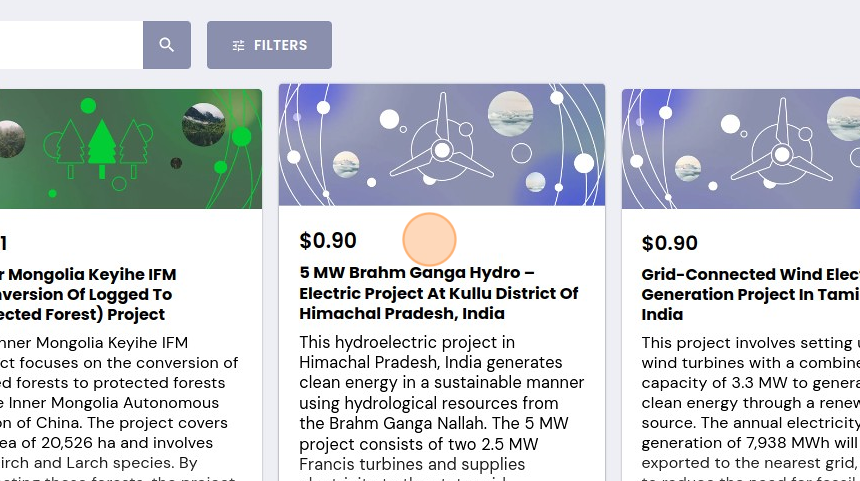 FILTERS
1
r Mongolia Keyihe IFM
nversion Of Logged To
ected Forest) Project
nner Mongolia Keyihe IFM
ct focuses on the conversion of
ed forests to protected forests
e Inner Mongolia Autonomous
on of China. The project covers
ea of 20,526 ha and involves
irch and Larch species. By
$0.90
5 MW Brahm Ganga Hydro –
Electric Project At Kullu District Of
Himachal Pradesh, India
This hydroelectric project in
Himachal Pradesh, India generates
clean energy in a sustainable manner
using hydrological resources from
the Brahm Ganga Nallah. The 5 MW
project consists of two 2.5 MW
Francis turbines and supplies
$0.90
Grid-Connected Wind Elec
Generation Project In Tami
India
This project involves setting u
wind turbines with a combine
capacity of 3.3 MW to genera
clean energy through a renew
source. The annual electricity
generation of 7,938 MWh will
exported to the nearest grid,